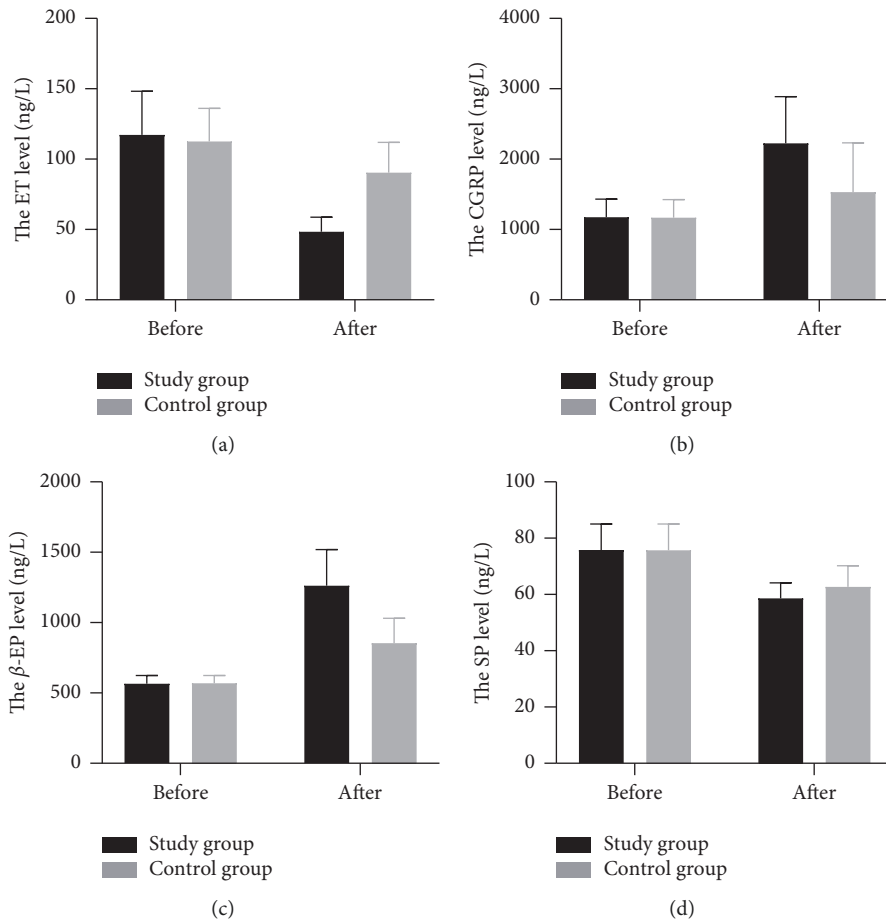 The ET level (ng/L)
200
150
100
50
0
Before
After
Study group
Control group
(a)
The CGRP level (ng/L)
4000
3000
2000
1000
0
Before
After
Study group
Control group
(b)
The β-EP level (ng/L)
2000
1500
1000
500
0
Before
After
Study group
Control group
(c)
The SP level (ng/L)
100
80
60
40
20
0
Before
After
Study group
Control group
(d)